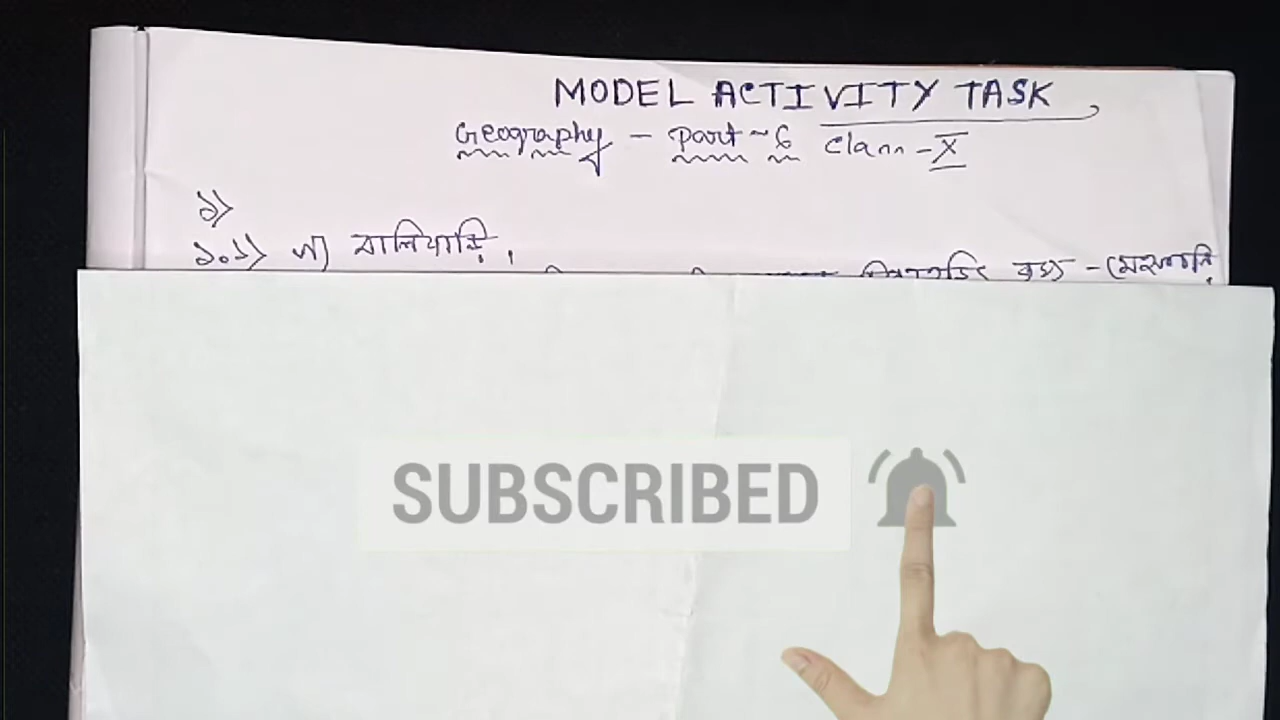 MODEL ACTIVITY TASK
Geography - Part - 6 Class - X
১)
১.১) গ) বালিয়াড়ি।
SUBSCRIBED